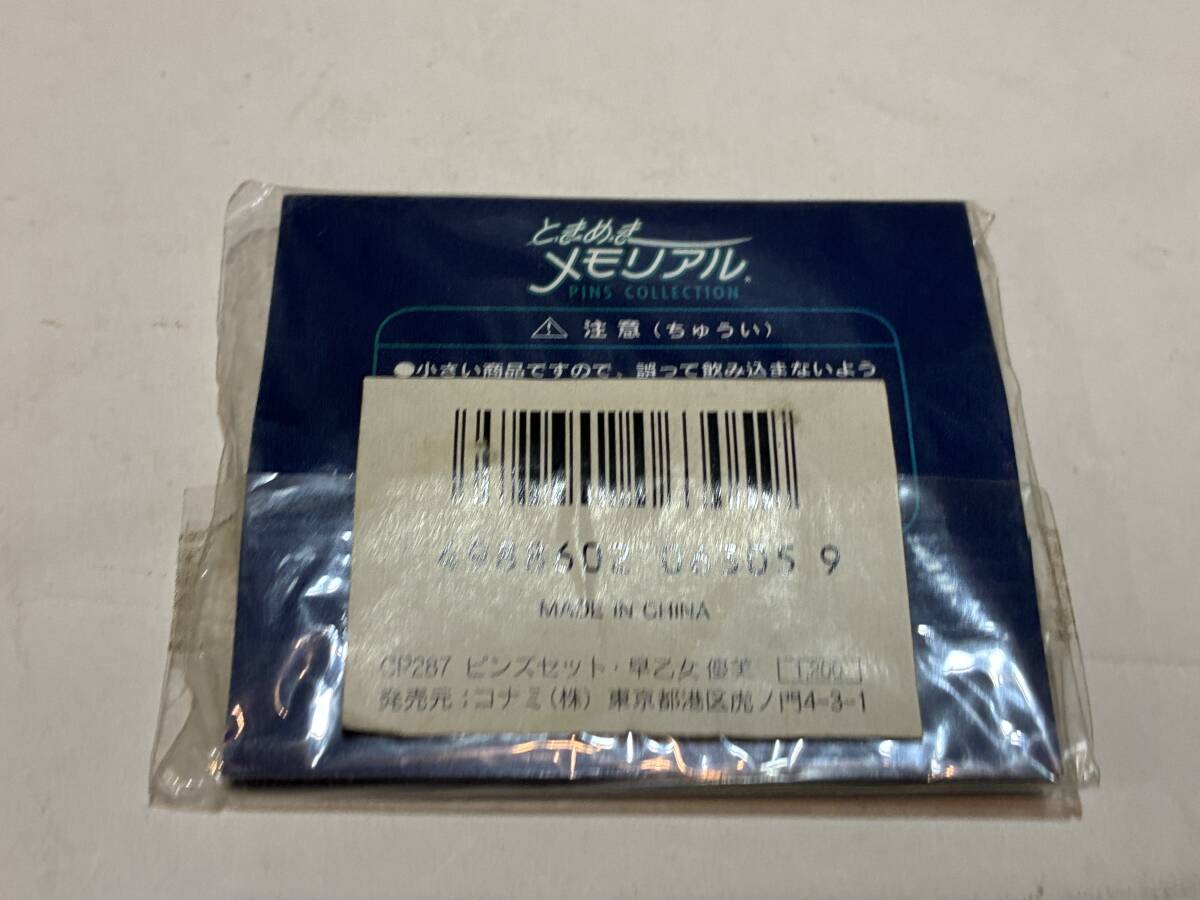 ときめき
メモリアル
PINS COLLECTION
⚠ 注意（ちゅうい）
●小さい商品ですので、誤って飲み込まないよう
4988602 063059
MADE IN CHINA
CP287 ピンズセット・早乙女 優美 1200
発売元：コナミ（株） 東京都港区虎ノ門4-3-1